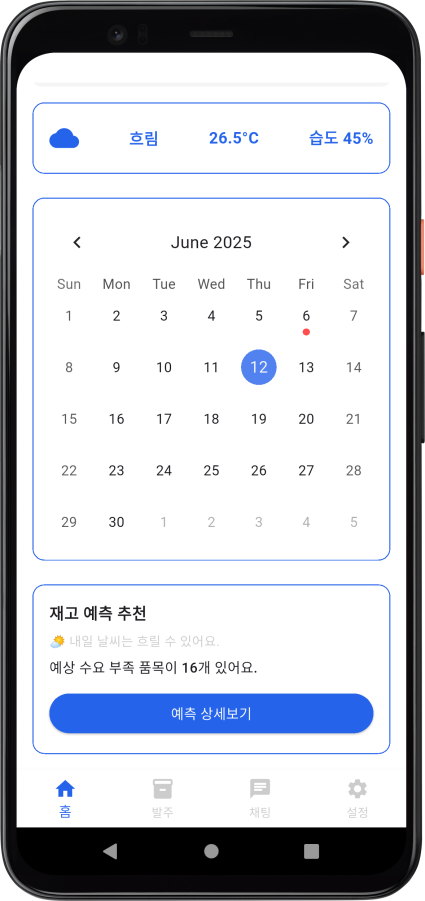 흐림 26.5°C 습도 45%
June 2025
Sun Mon Tue Wed Thu Fri Sat
1 2 3 4 5 6 7
8 9 10 11 12 13 14
15 16 17 18 19 20 21
22 23 24 25 26 27 28
29 30 1 2 3 4 5
재고 예측 추천
내일 날씨는 흐릴 수 있어요.
예상 수요 부족 품목이 16개 있어요.
예측 상세보기
홈 발주 채팅 설정